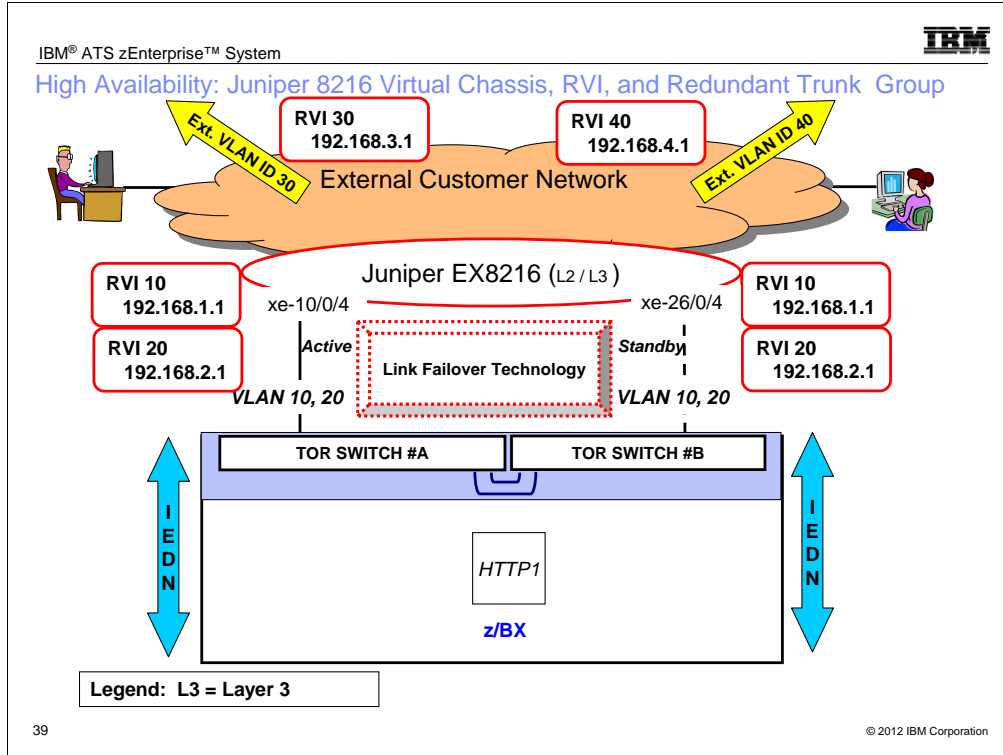 IBM® ATS zEnterprise™ System
IBM
High Availability: Juniper 8216 Virtual Chassis, RVI, and Redundant Trunk Group
Ext. VLAN ID 30
RVI 30
192.168.3.1
RVI 40
192.168.4.1
Ext. VLAN ID 40
External Customer Network
Juniper EX8216 (L2 / L3 )
RVI 10
192.168.1.1
RVI 20
192.168.2.1
xe-10/0/4
xe-26/0/4
RVI 10
192.168.1.1
RVI 20
192.168.2.1
Active
Link Failover Technology
Standby
VLAN 10, 20
VLAN 10, 20
TOR SWITCH #A
TOR SWITCH #B
I
E
D
N
HTTP1
z/BX
I
E
D
N
Legend: L3 = Layer 3
39
© 2012 IBM Corporation